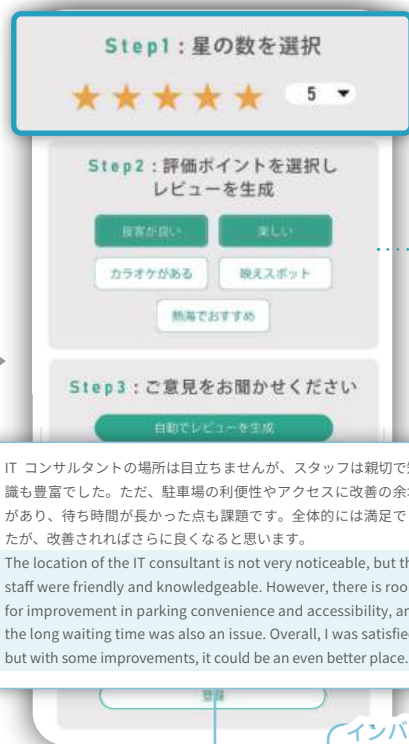 Step1：星の数を選択
5
Step2：評価ポイントを選択し
レビューを生成
接客が良い 楽しい
カラオケがある 映えスポット
熱海でおすすめ
Step3：ご意見をお聞かせください
自動でレビューを生成
IT コンサルタントの場所は目立ちませんが、スタッフは親切で
識も豊富でした。ただ、駐車場の利便性やアクセスに改善の余
があり、待ち時間が長かった点も課題です。全体的には満足で
たが、改善されればさらに良くなると思います。
The location of the IT consultant is not very noticeable, but
staff were friendly and knowledgeable. However, there is
for improvement in parking convenience and accessibility,
the long waiting time was also an issue. Overall, I was
but with some improvements, it could be an even better place.
登録
インバ